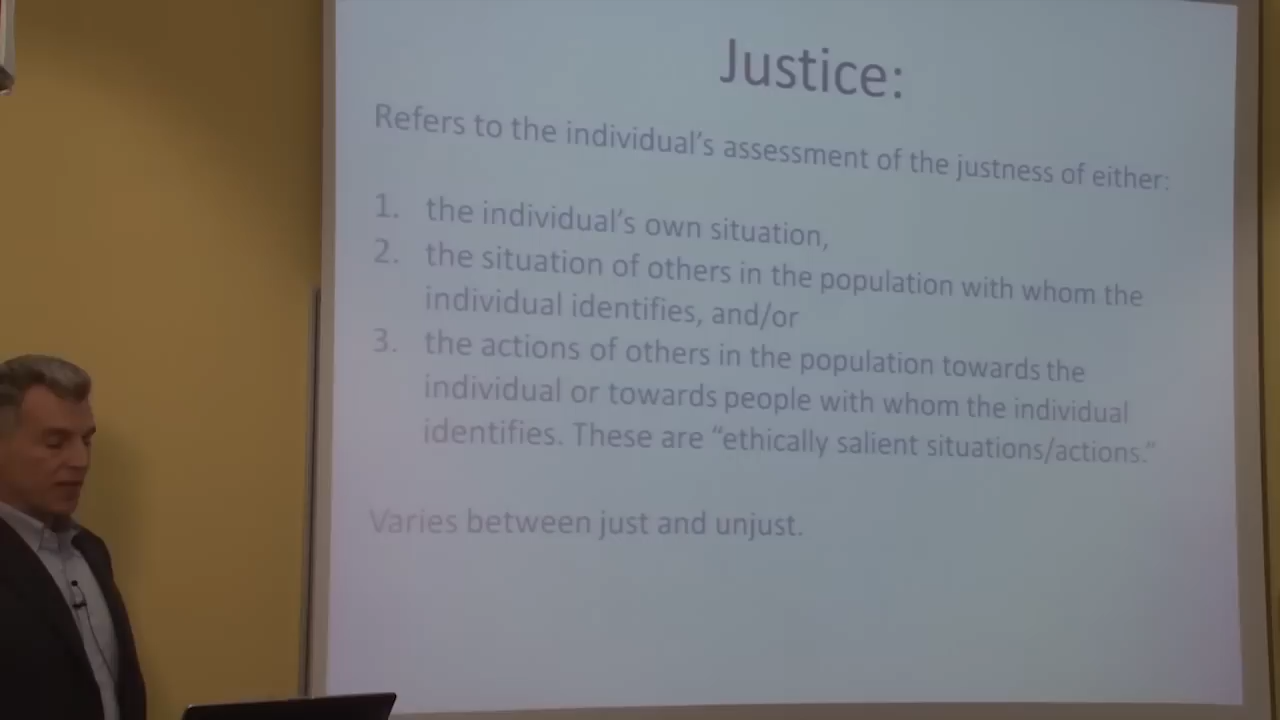 Justice:
Refers to the individual's assessment of the justness of either:
1. the individual's own situation,
2. the situation of others in the population with whom the
individual identifies, and/or
3. the actions of others in the population towards the
individual or towards people with whom the individual
identifies. These are “ethically salient situations/actions.”
Varies between just and unjust.